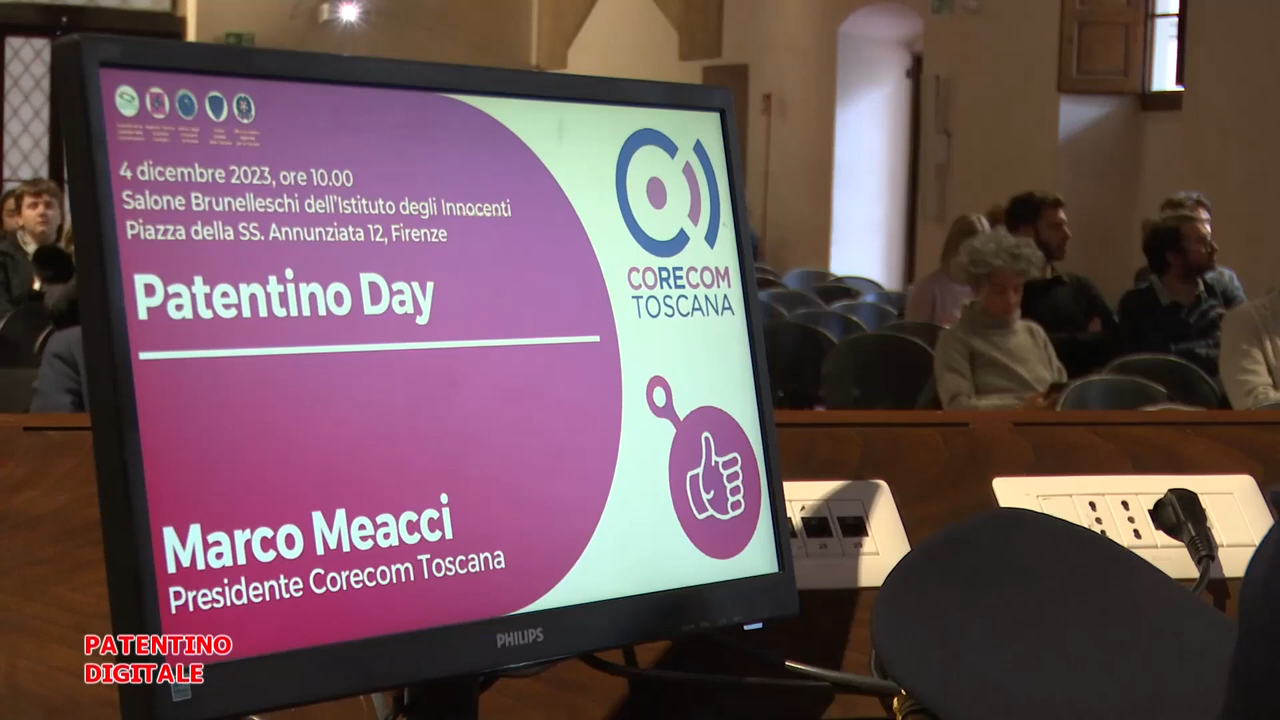 4 dicembre 2023, ore 10.00
Salone Brunelleschi dell'Istituto degli Innocenti
Piazza della SS. Annunziata 12, Firenze
Patentino Day
Marco Meacci
Presidente Corecom Toscana
CORECOM
TOSCANA
PHILIPS
PATENTINO
DIGITALE